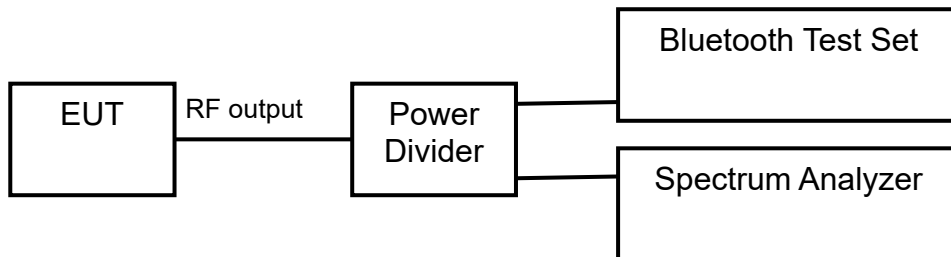 EUT
RF output
Power
Divider
Bluetooth Test Set
Spectrum Analyzer